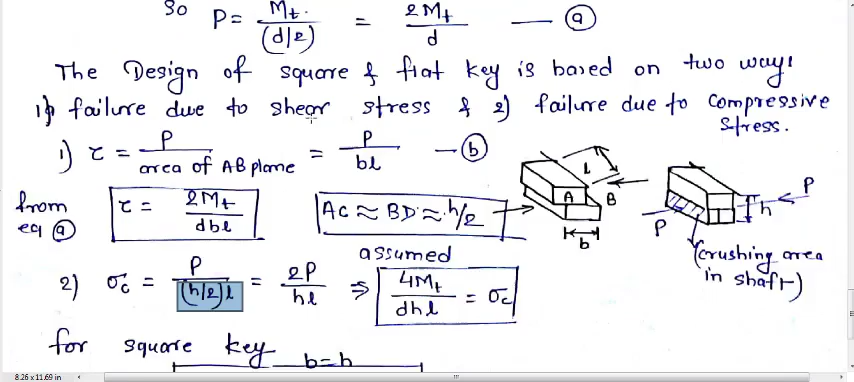 So P = Mt/(d/2) = 2Mt/d — (a)
The Design of square & flat key is based on two ways
1) failure due to shear stress & 2) failure due to compressive stress.
1) τ = P/area of AB plane = P/bl — (b)
from eq (a) τ = 2Mt/dbl
AC ≈ BD ≈ h/2
assumed
A B l b
P P h
(crushing area in shaft)
2) σc = P/(h/2)l = 2P/hl ⇒ 4Mt/dhl = σc
for square key b=h
8.26 x 11.69 in